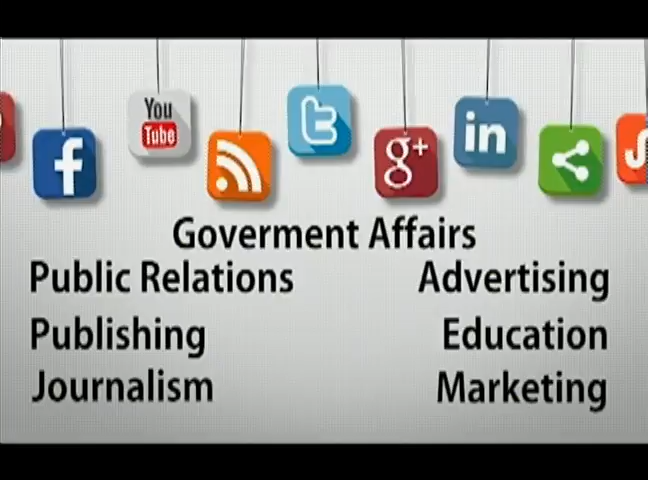 You
Tube
f
t
g+
in
Goverment Affairs
Public Relations
Advertising
Publishing
Education
Journalism
Marketing